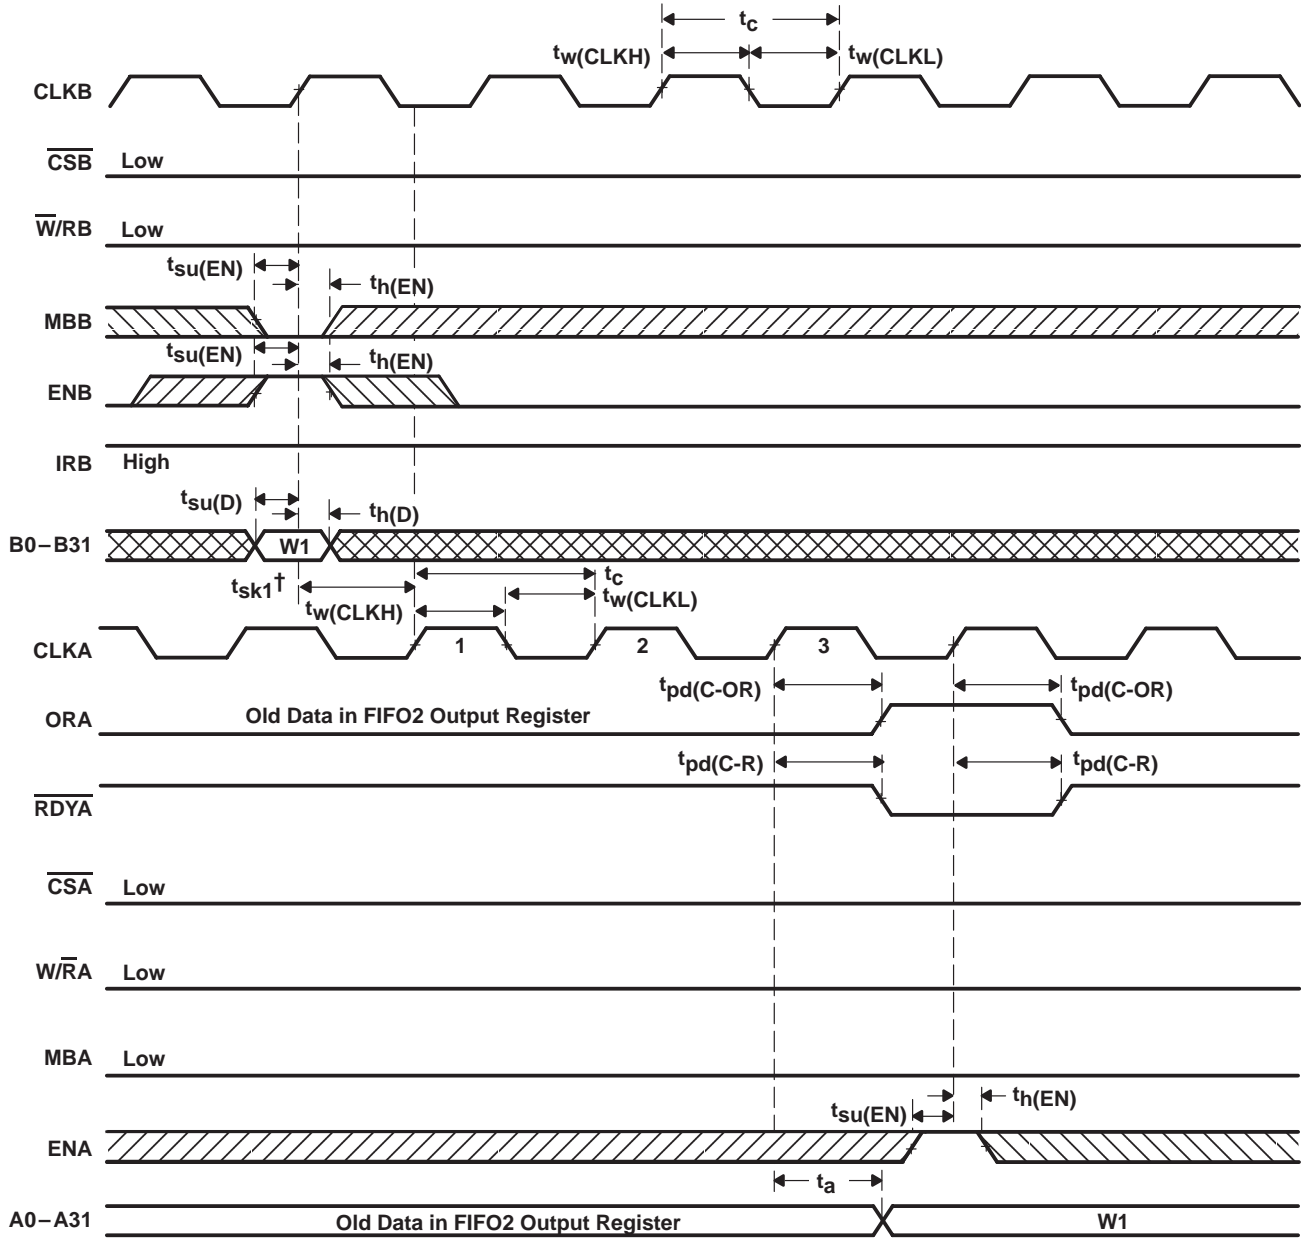 tc
tw(CLKH) tw(CLKL)
CLKB
CSB Low
W/RB Low
tsu(EN) th(EN)
MBB
tsu(EN) th(EN)
ENB
IRB High
tsu(D) th(D)
B0–B31 W1
tsk1† tc
tw(CLKH) tw(CLKL)
CLKA 1 2 3
tpd(C-OR) tpd(C-OR)
ORA Old Data in FIFO2 Output Register
tpd(C-R) tpd(C-R)
RDYA
CSA Low
W/RA Low
MBA Low
tsu(EN) th(EN)
ENA
ta
A0–A31 Old Data in FIFO2 Output Register W1